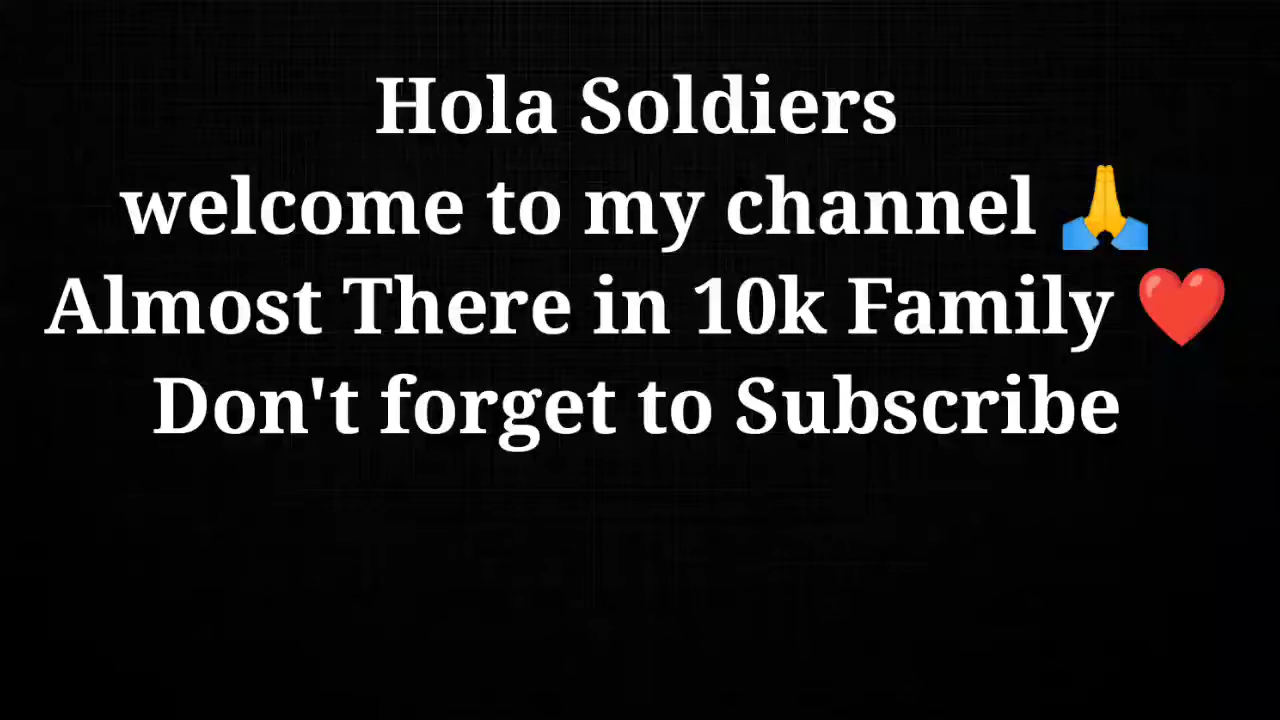 Hola Soldiers
welcome to my channel 🙏
Almost There in 10k Family ❤️
Don't forget to Subscribe